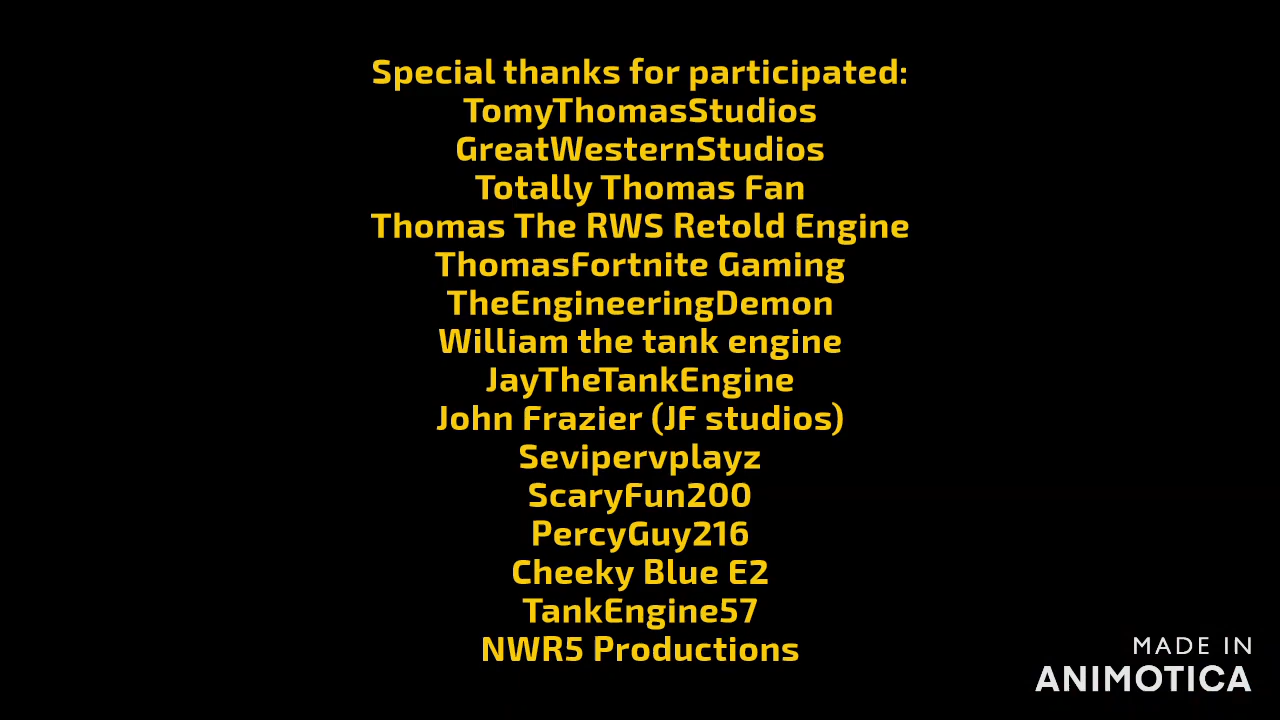 Special thanks for participated:
TomyThomasStudios
GreatWesternStudios
Totally Thomas Fan
Thomas The RWS Retold Engine
ThomasFortnite Gaming
TheEngineeringDemon
William the tank engine
JayTheTankEngine
John Frazier (JF studios)
Sevipervplayz
ScaryFun200
PercyGuy216
Cheeky Blue E2
TankEngine57
NWR5 Productions
MADE IN
ANIMOTICA